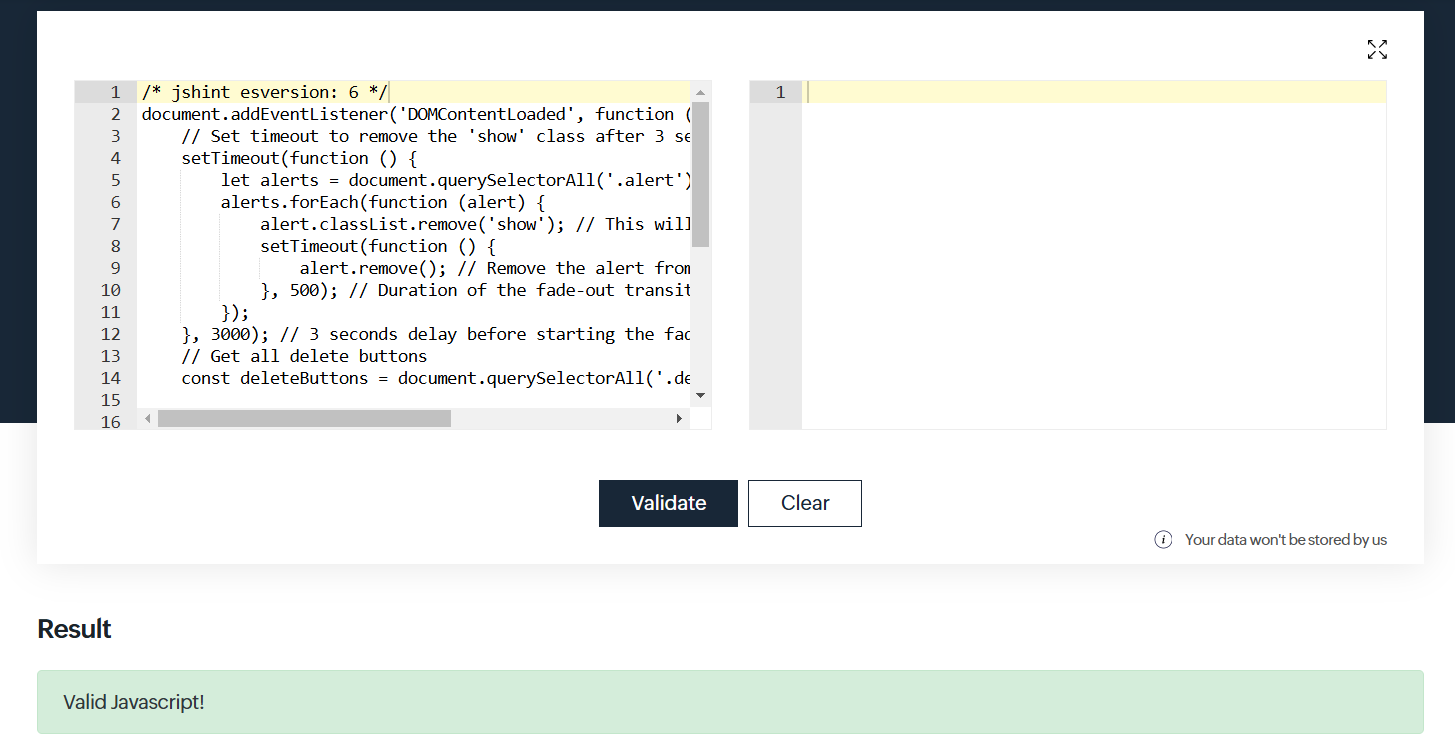 1 /* jshint esversion: 6 */
2 document.addEventListener('DOMContentLoaded', function (
3 // Set timeout to remove the 'show' class after 3 se
4 setTimeout(function () {
5 let alerts = document.querySelectorAll('.alert')
6 alerts.forEach(function (alert) {
7 alert.classList.remove('show'); // This will
8 setTimeout(function () {
9 alert.remove(); // Remove the alert from
10 }, 500); // Duration of the fade-out transit
11 });
12 }, 3000); // 3 seconds delay before starting the fad
13 // Get all delete buttons
14 const deleteButtons = document.querySelectorAll('.de
15
16
1
Validate
Clear
i Your data won't be stored by us
Result
Valid Javascript!